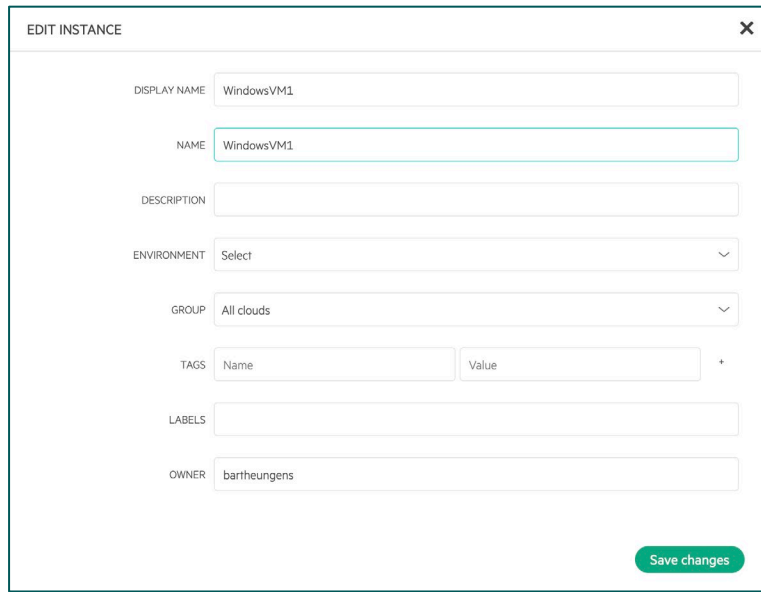 EDIT INSTANCE ×
DISPLAY NAME WindowsVM1
NAME WindowsVM1
DESCRIPTION
ENVIRONMENT Select
GROUP All clouds
TAGS Name Value +
LABELS
OWNER bartheungens
Save changes